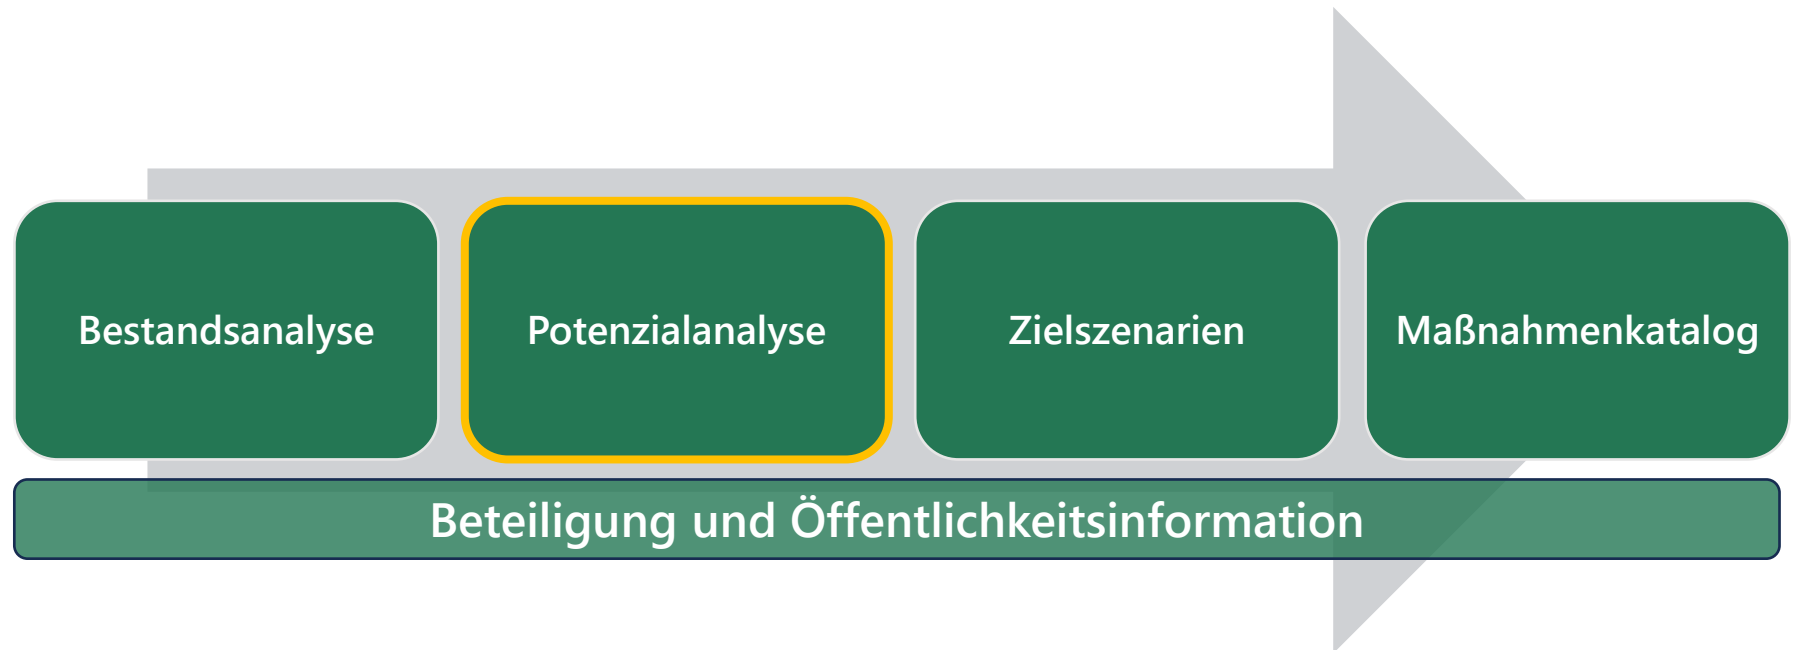 Bestandsanalyse
Potenzialanalyse
Zielszenarien
Maßnahmenkatalog
Beteiligung und Öffentlichkeitsinformation